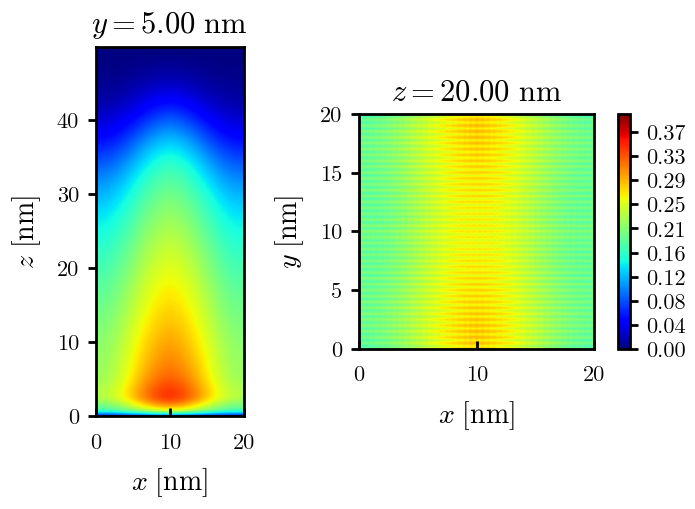 y = 5.00 nm
40
30
20
10
0
z [nm]
0 10 20
x [nm]
z = 20.00 nm
20
15
10
5
0
y [nm]
0 10 20
x [nm]
0.37
0.33
0.29
0.25
0.21
0.16
0.12
0.08
0.04
0.00